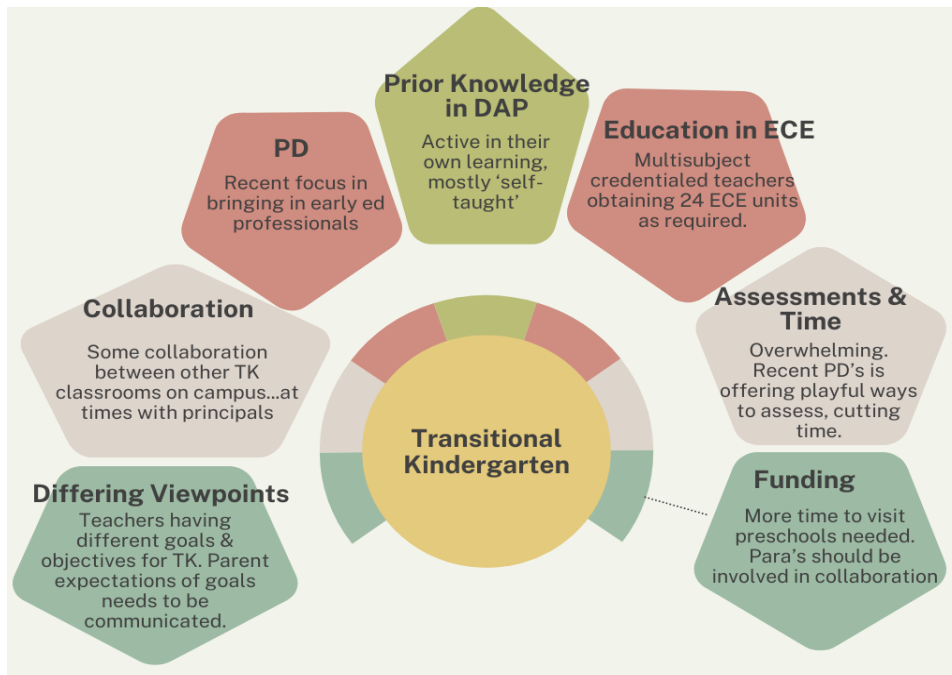 Prior Knowledge
in DAP
Active in their
own learning,
mostly ‘self-
taught’
PD
Recent focus in
bringing in early ed
professionals
Education in ECE
Multisubject
credentialed teachers
obtaining 24 ECE units
as required.
Collaboration
Some collaboration
between other TK
classrooms on campus...at
times with principals
Assessments &
Time
Overwhelming.
Recent PD’s is
offering playful ways
to assess, cutting
time.
Transitional
Kindergarten
Differing Viewpoints
Teachers having
different goals &
objectives for TK. Parent
expectations of goals
needs to be
communicated.
Funding
More time to visit
preschools needed.
Para’s should be
involved in collaboration